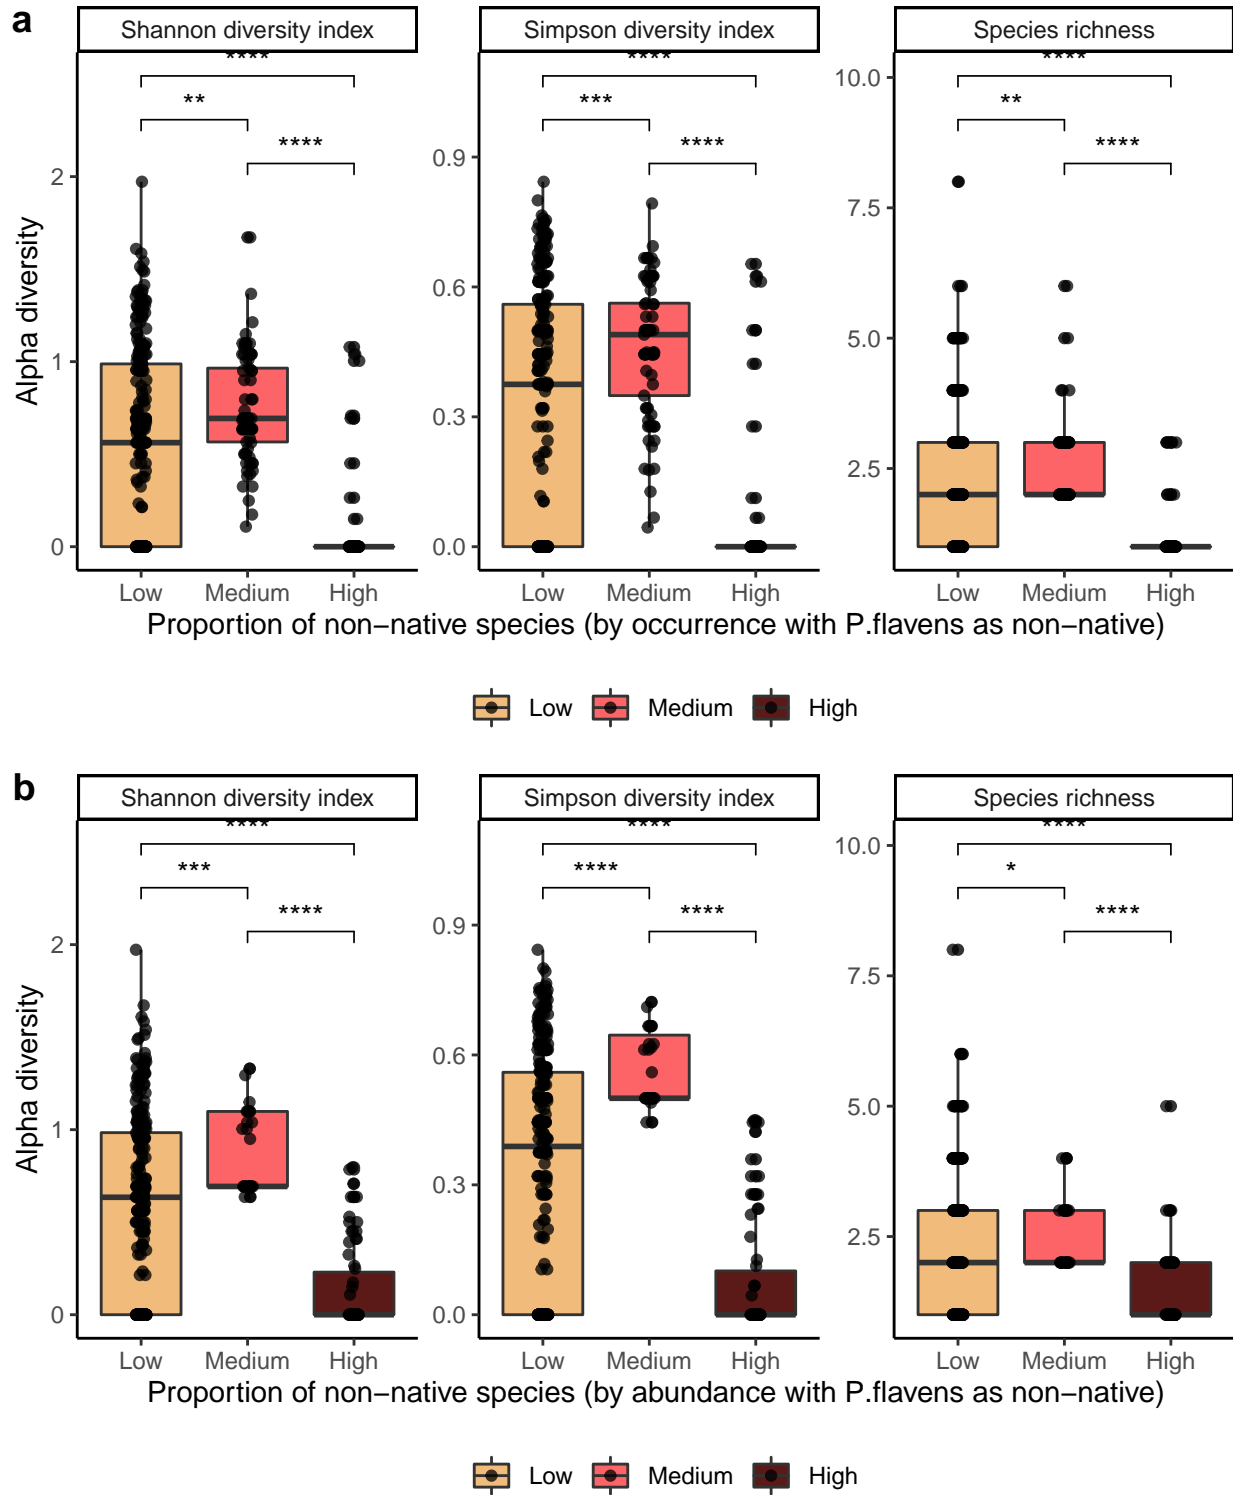 a
Shannon diversity index
Simpson diversity index
Species richness
****
**
****
****
***
****
****
**
****
Alpha diversity
2
1
0
0.9
0.6
0.3
0.0
10.0
7.5
5.0
2.5
Low Medium High
Low Medium High
Low Medium High
Proportion of non−native species (by occurrence with P.flavens as non−native)
Low Medium High
b
Shannon diversity index
Simpson diversity index
Species richness
****
***
****
****
****
****
****
*
****
Alpha diversity
2
1
0
0.9
0.6
0.3
0.0
10.0
7.5
5.0
2.5
Low Medium High
Low Medium High
Low Medium High
Proportion of non−native species (by abundance with P.flavens as non−native)
Low Medium High